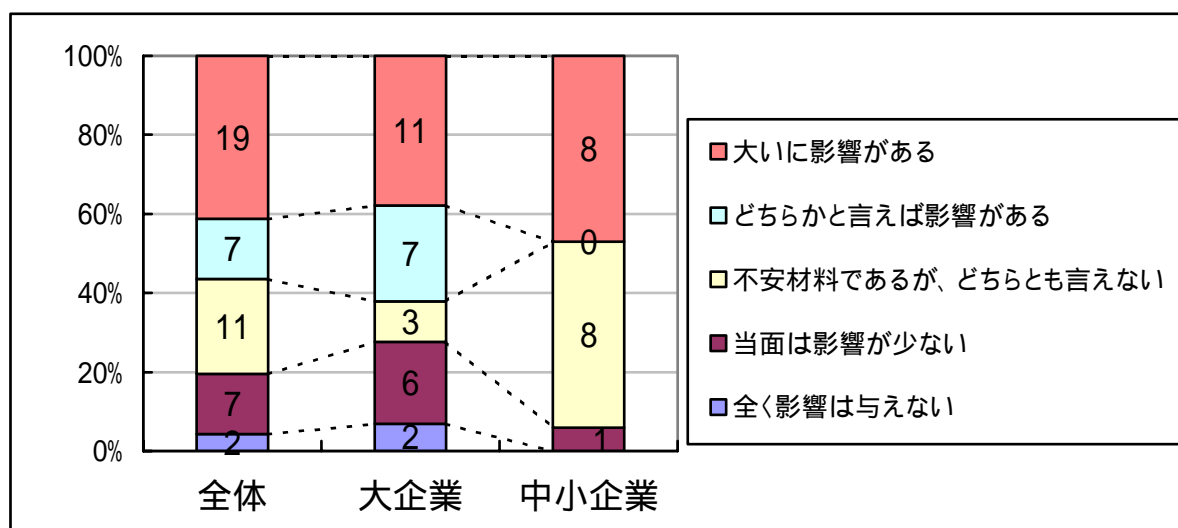 100%
80%
60%
40%
20%
0%
19
7
11
7
2
11
7
3
6
2
8
0
8
1
全体
大企業
中小企業
大いに影響がある
どちらかと言えば影響がある
不安材料であるが、どちらとも言えない
当面は影響が少ない
全く影響は与えない